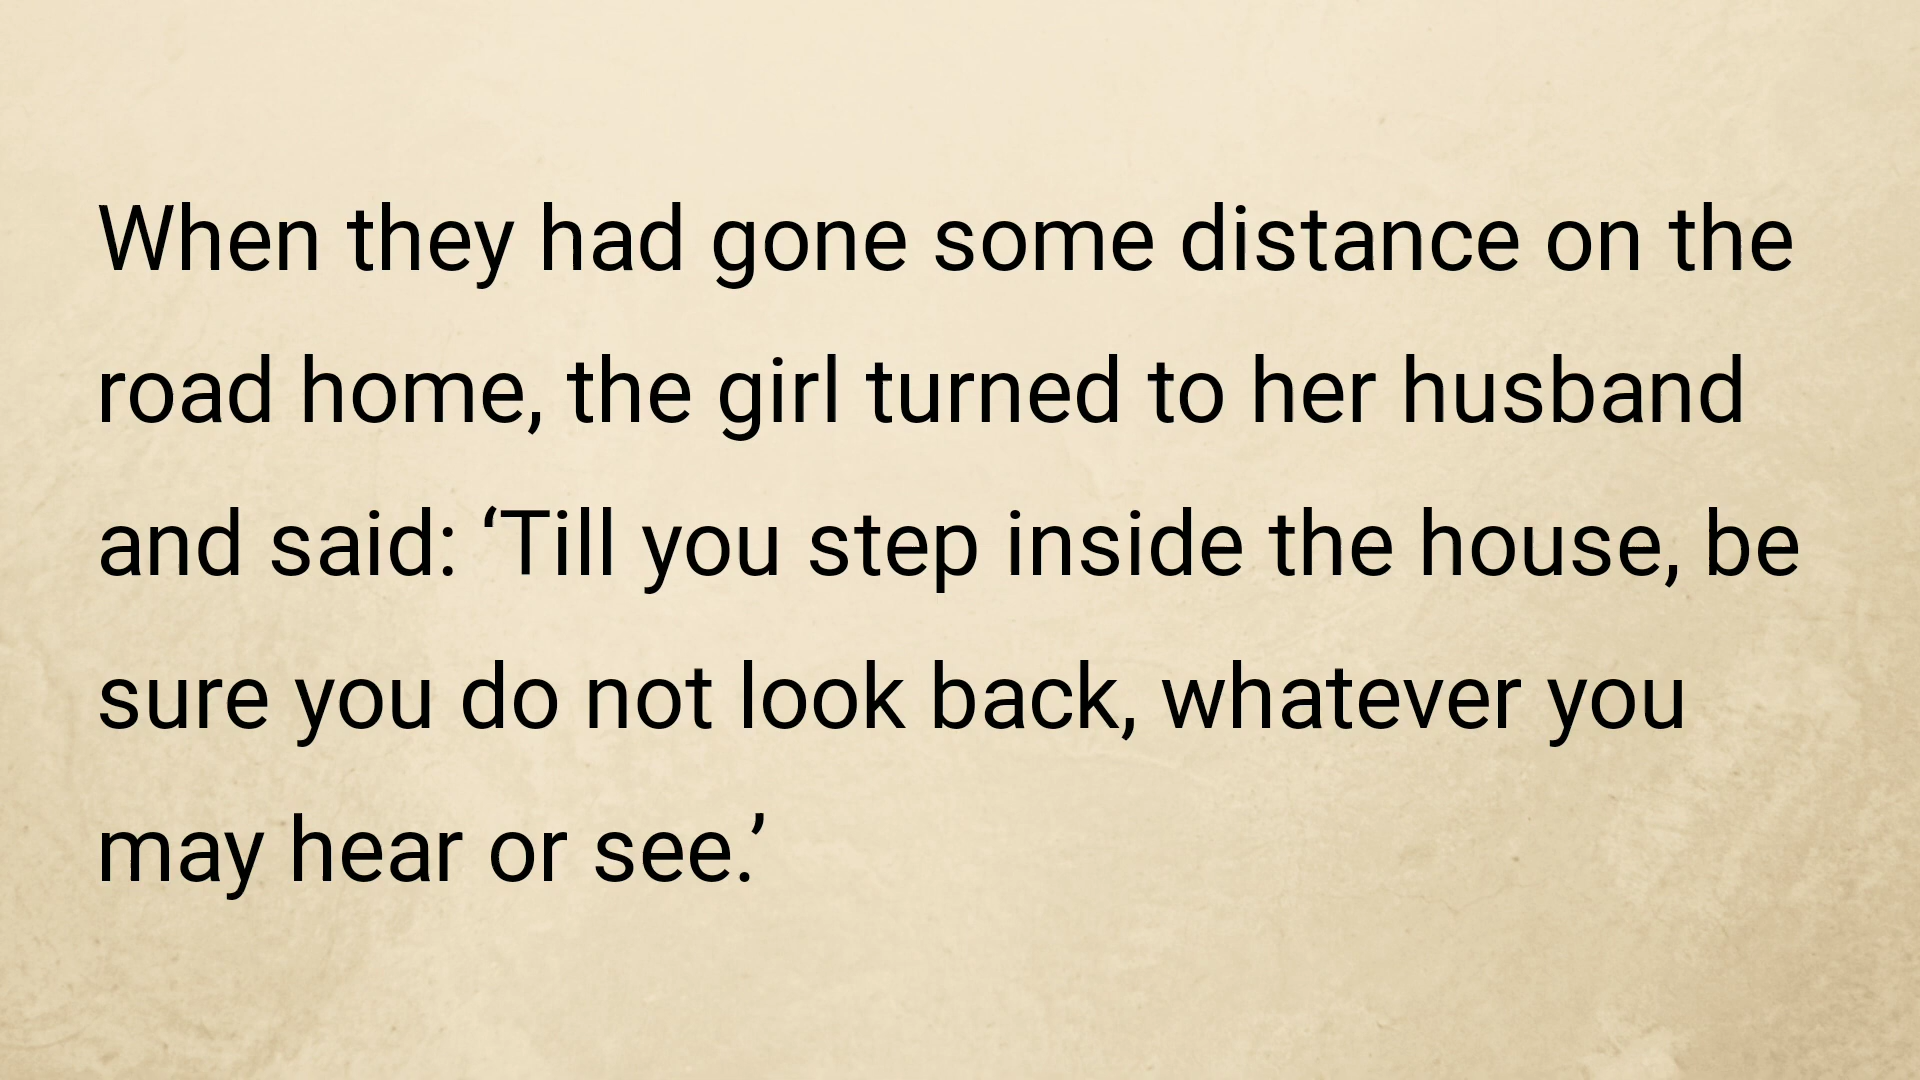 When they had gone some distance on the
road home, the girl turned to her husband
and said: ‘Till you step inside the house, be
sure you do not look back, whatever you
may hear or see.’